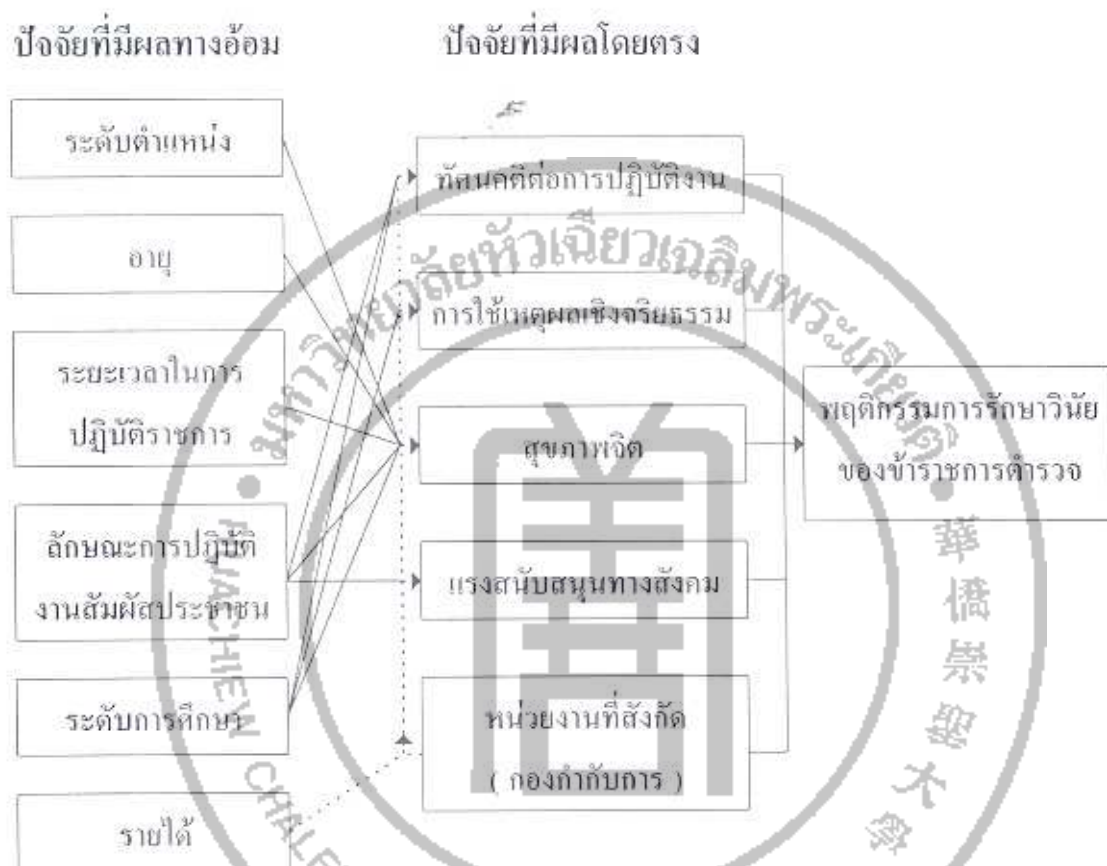 ปัจจัยที่มีผลทางอ้อม
ปัจจัยที่มีผลโดยตรง
ระดับตำแหน่ง
อายุ
ระยะเวลาในการ
ปฏิบัติราชการ
ลักษณะการปฏิบัติ
งานสัมผัสประชาชน
ระดับการศึกษา
รายได้
ทัศนคติต่อการปฏิบัติงาน
การใช้เหตุผลเชิงจริยธรรม
สุขภาพจิต
แรงสนับสนุนทางสังคม
หน่วยงานที่สังกัด
( กองกำกับการ )
พฤติกรรมการรักษาวินัย
ของข้าราชการตำรวจ
มหาวิทยาลัยหัวเฉียวเฉลิมพระเกียรติ
HUACHIEW CHALE
華僑崇聖大學